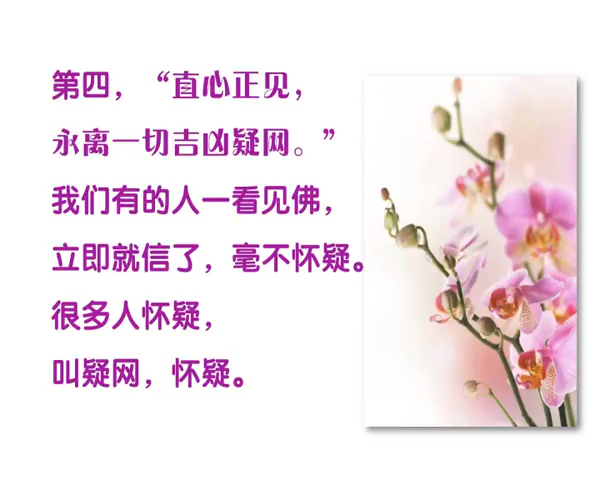 第四，“直心正见，
永离一切吉凶疑网。”
我们有的人一看见佛，
立即就信了，毫不怀疑。
很多人怀疑，
叫疑网，怀疑。